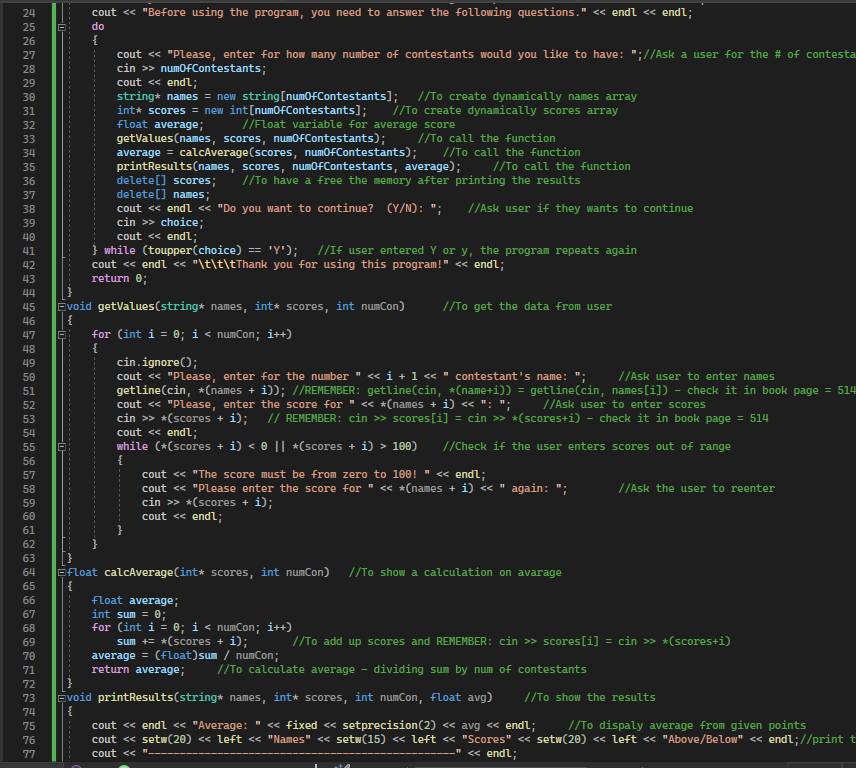 24 cout << "Before using the program, you need to answer the following questions." << endl << endl;
25 do
26 {
27 cout << "Please, enter for how many number of contestants would you like to have: ";//Ask a user for the # of contesta
28 cin >> numOfContestants;
29 cout << endl;
30 string* names = new string[numOfContestants]; //To create dynamically names array
31 int* scores = new int[numOfContestants]; //To create dynamically scores array
32 float average; //Float variable for average score
33 getValues(names, scores, numOfContestants); //To call the function
34 average = calcAverage(scores, numOfContestants); //To call the function
35 printResults(names, scores, numOfContestants, average); //To call the function
36 delete[] scores; //To have a free the memory after printing the results
37 delete[] names;
38 cout << endl << "Do you want to continue? (Y/N): "; //Ask user if they wants to continue
39 cin >> choice;
40 cout << endl;
41 } while (toupper(choice) == 'Y'); //If user entered Y or y, the program repeats again
42 cout << endl << "\t\t\tThank you for using this program!" << endl;
43 return 0;
44 }
45 void getValues(string* names, int* scores, int numCon) //To get the data from user
46 {
47 for (int i = 0; i < numCon; i++)
48 {
49 cin.ignore();
50 cout << "Please, enter for the number " << i + 1 << " contestant's name: "; //Ask user to enter names
51 getline(cin, *(names + i)); //REMEMBER: getline(cin, *(name+i)) = getline(cin, names[i]) - check it in book page = 514
52 cout << "Please, enter the score for " << *(names + i) << ": "; //Ask user to enter scores
53 cin >> *(scores + i); // REMEMBER: cin >> scores[i] = cin >> *(scores+i) - check it in book page = 514
54 cout << endl;
55 while (*(scores + i) < 0 || *(scores + i) > 100) //Check if the user enters scores out of range
56 {
57 cout << "The score must be from zero to 100! " << endl;
58 cout << "Please enter the score for " << *(names + i) << " again: "; //Ask the user to reenter
59 cin >> *(scores + i);
60 cout << endl;
61 }
62 }
63 }
64 float calcAverage(int* scores, int numCon) //To show a calculation on avarage
65 {
66 float average;
67 int sum = 0;
68 for (int i = 0; i < numCon; i++)
69 sum += *(scores + i); //To add up scores and REMEMBER: cin >> scores[i] = cin >> *(scores+i)
70 average = (float)sum / numCon;
71 return average; //To calculate average - dividing sum by num of contestants
72 }
73 void printResults(string* names, int* scores, int numCon, float avg) //To show the results
74 {
75 cout << endl << "Average: " << fixed << setprecision(2) << avg << endl; //To dispaly average from given points
76 cout << setw(20) << left << "Names" << setw(15) << left << "Scores" << setw(20) << left << "Above/Below" << endl;//print t
77 cout << "-------------------------------------------------" << endl;